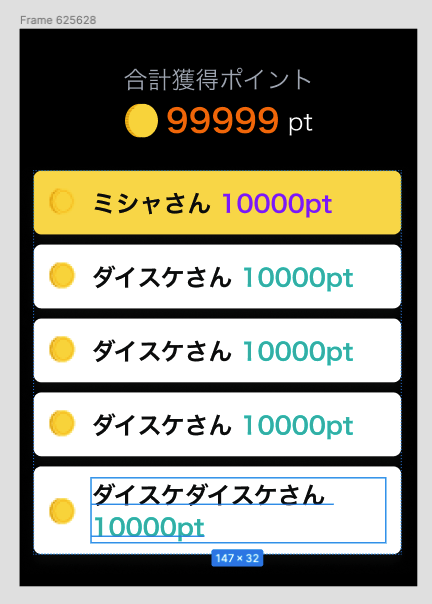 Frame 625628
合計獲得ポイント
99999 pt
ミシャさん 10000pt
ダイスケさん 10000pt
ダイスケさん 10000pt
ダイスケさん 10000pt
ダイスケダイスケさん
10000pt
147 × 32